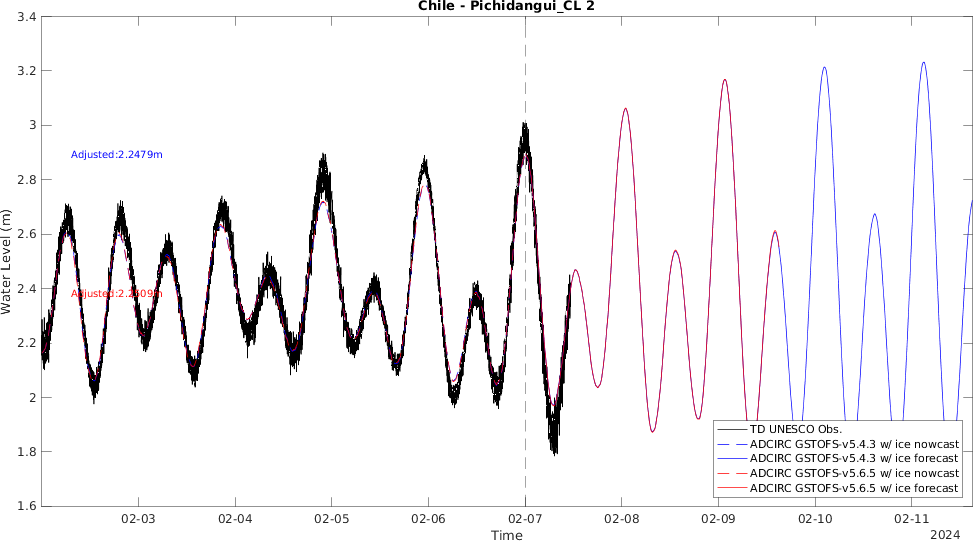 Chile - Pichidangui_CL 2
3.4
3.2
3
2.8
2.6
2.4
2.2
2
1.8
1.6
Water Level (m)
Adjusted:2.2479m
02-03
02-04
02-05
02-06
02-07
02-08
02-09
02-10
02-11
Time
2024
TD UNESCO Obs.
ADCIRC GSTOFS-v5.4.3 w/ ice nowcast
ADCIRC GSTOFS-v5.4.3 w/ ice forecast
ADCIRC GSTOFS-v5.6.5 w/ ice nowcast
ADCIRC GSTOFS-v5.6.5 w/ ice forecast